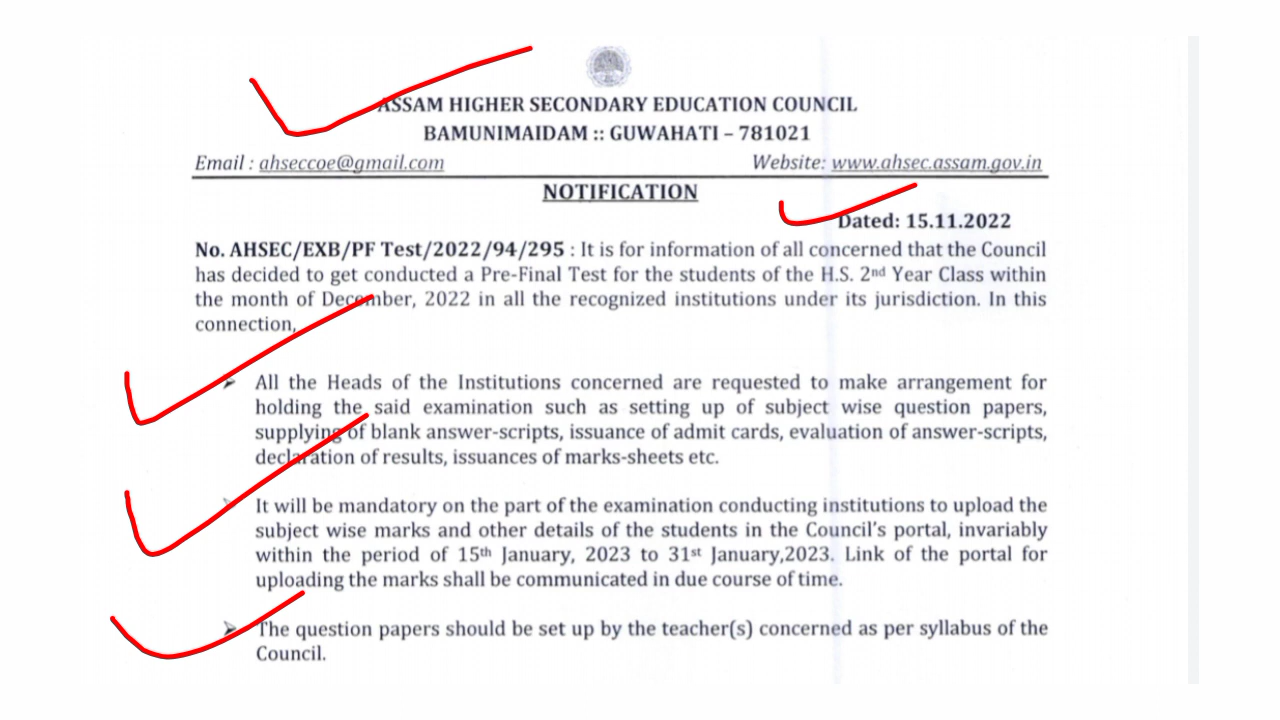 ASSAM HIGHER SECONDARY EDUCATION COUNCIL
BAMUNIMAIDAM :: GUWAHATI – 781021
Email : ahseccoe@gmail.com Website: www.ahsec.assam.gov.in
NOTIFICATION
Dated: 15.11.2022
No. AHSEC/EXB/PF Test/2022/94/295 : It is for information of all concerned that the Council
has decided to get conducted a Pre-Final Test for the students of the H.S. 2nd Year Class within
the month of December, 2022 in all the recognized institutions under its jurisdiction. In this
connection,
➤ All the Heads of the Institutions concerned are requested to make arrangement for
holding the said examination such as setting up of subject wise question papers,
supplying of blank answer-scripts, issuance of admit cards, evaluation of answer-scripts,
declaration of results, issuances of marks-sheets etc.
➤ It will be mandatory on the part of the examination conducting institutions to upload the
subject wise marks and other details of the students in the Council's portal, invariably
within the period of 15th January, 2023 to 31st January,2023. Link of the portal for
uploading the marks shall be communicated in due course of time.
➤ The question papers should be set up by the teacher(s) concerned as per syllabus of the
Council.